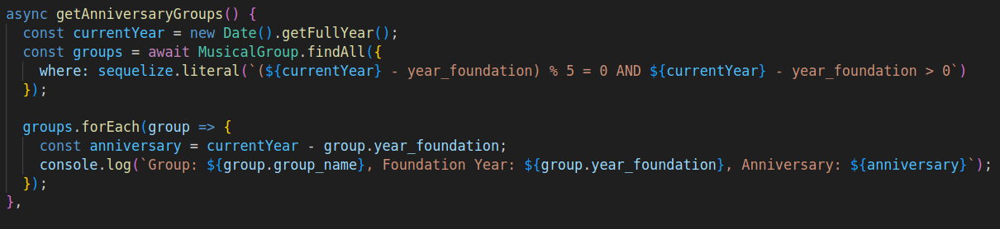 async getAnniversaryGroups() {
const currentYear = new Date().getFullYear();
const groups = await MusicalGroup.findAll({
where: sequelize.literal(`(${currentYear} - year_foundation) % 5 = 0 AND ${currentYear} - year_foundation > 0`)
});
groups.forEach(group => {
const anniversary = currentYear - group.year_foundation;
console.log(`Group: ${group.group_name}, Foundation Year: ${group.year_foundation}, Anniversary: ${anniversary}`);
});
},